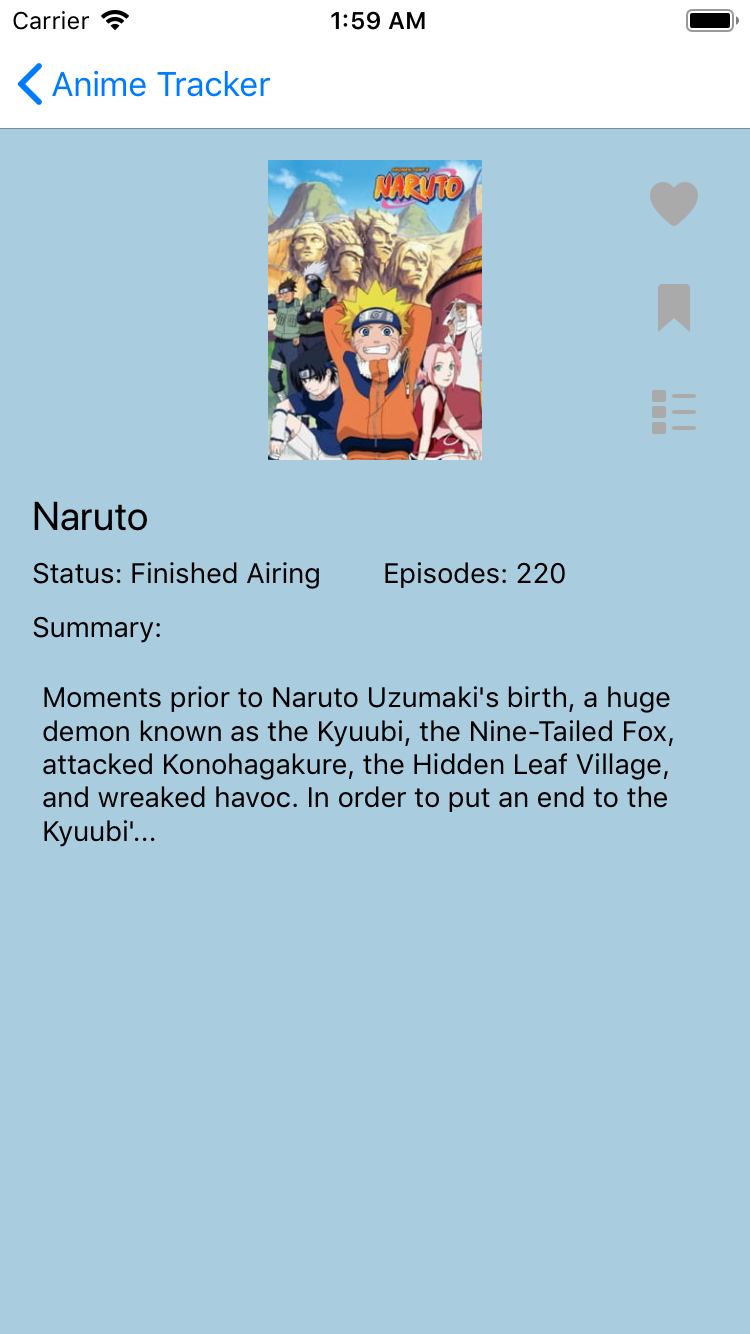 Carrier 1:59 AM
Anime Tracker
NARUTO
Naruto
Status: Finished Airing Episodes: 220
Summary:
Moments prior to Naruto Uzumaki's birth, a huge
demon known as the Kyuubi, the Nine-Tailed Fox,
attacked Konohagakure, the Hidden Leaf Village,
and wreaked havoc. In order to put an end to the
Kyuubi'...